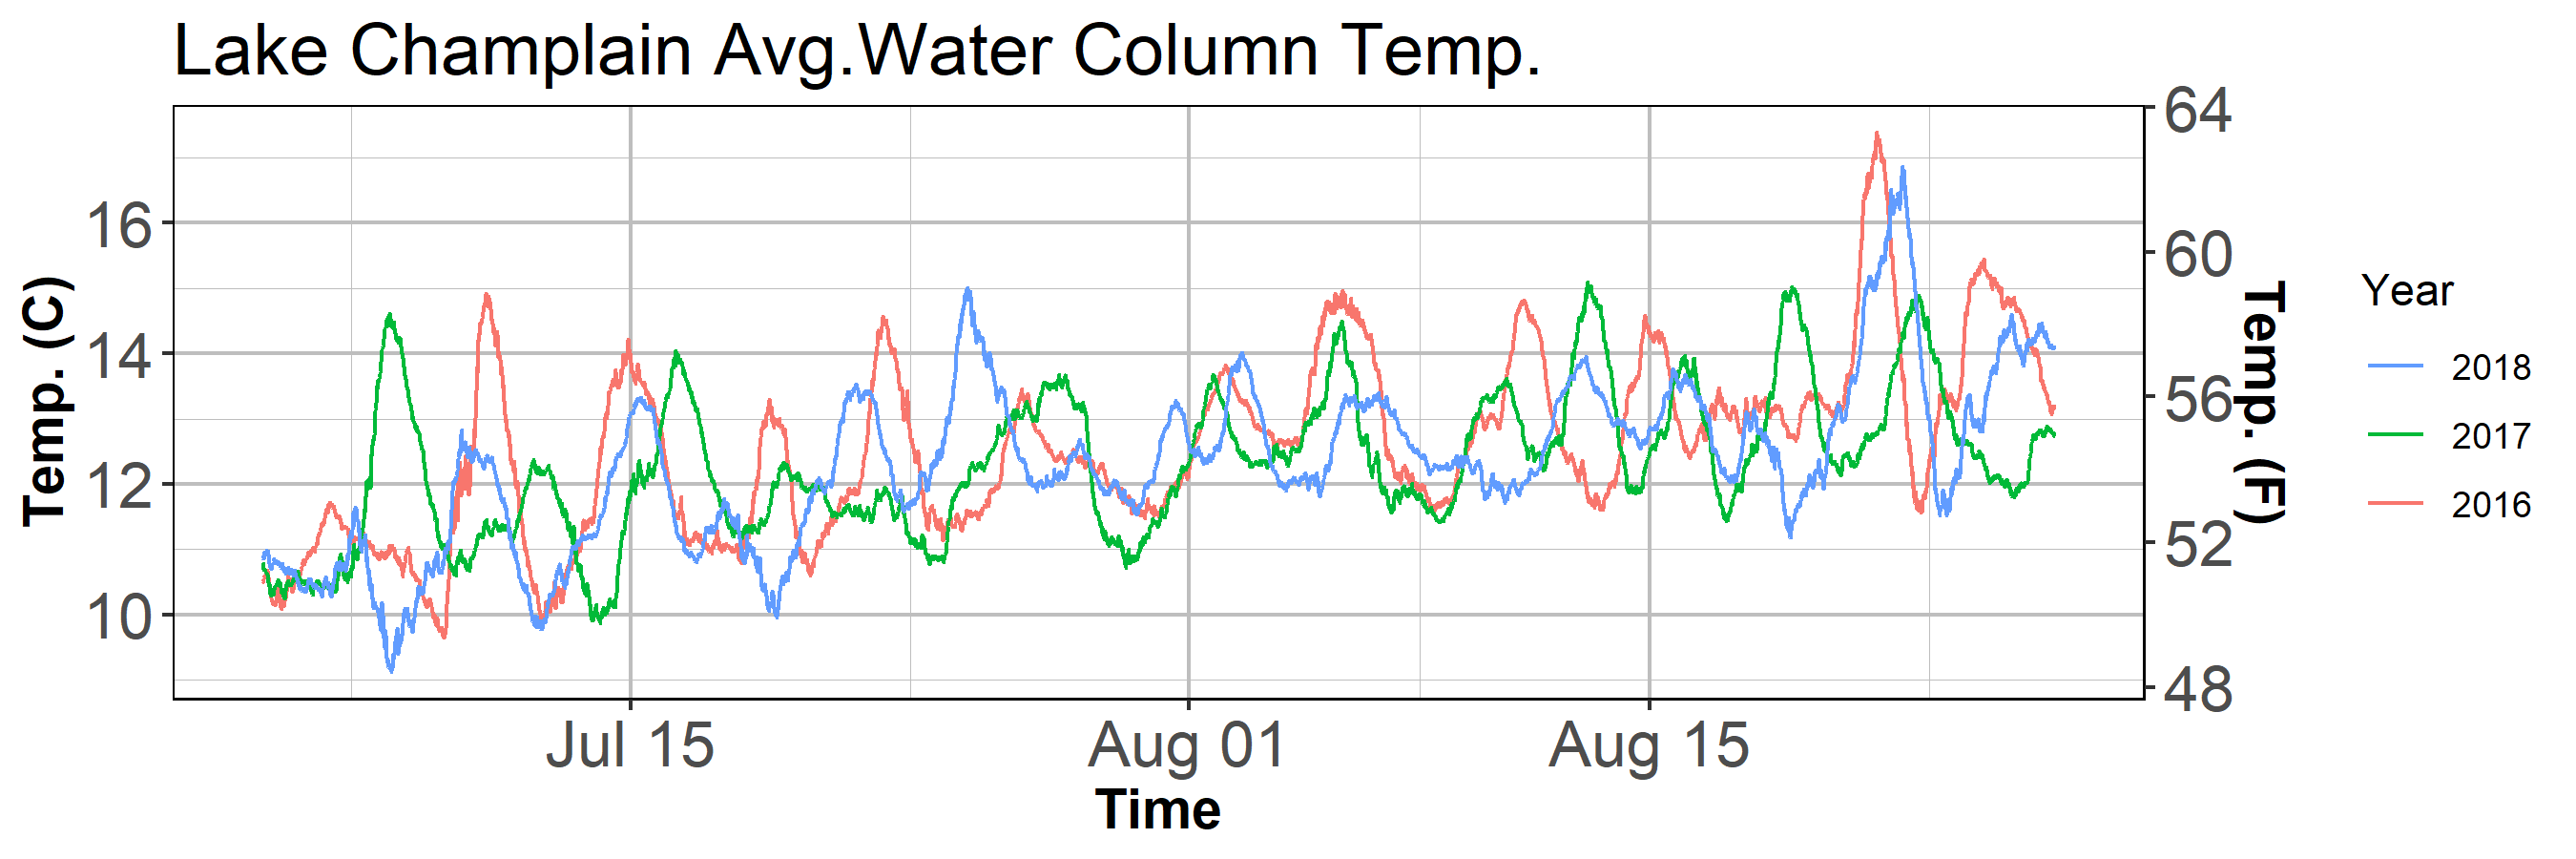 Lake Champlain Avg.Water Column Temp.
Temp. (C)
16
14
12
10
64
60
56
52
48
Temp. (F)
Jul 15
Aug 01
Aug 15
Time
Year
2018
2017
2016